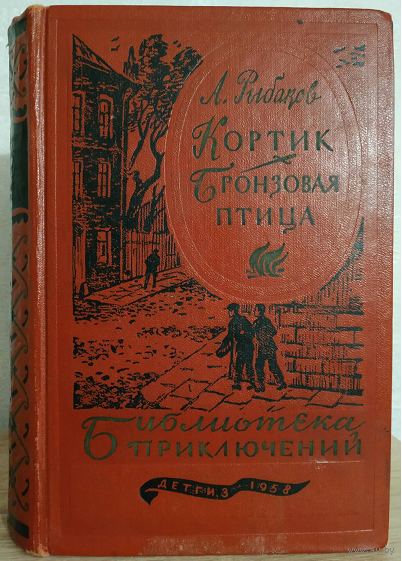 А. Рыбаков
Кортик
Бронзовая
птица
Библиотека
приключений
ДЕТГИЗ-1958